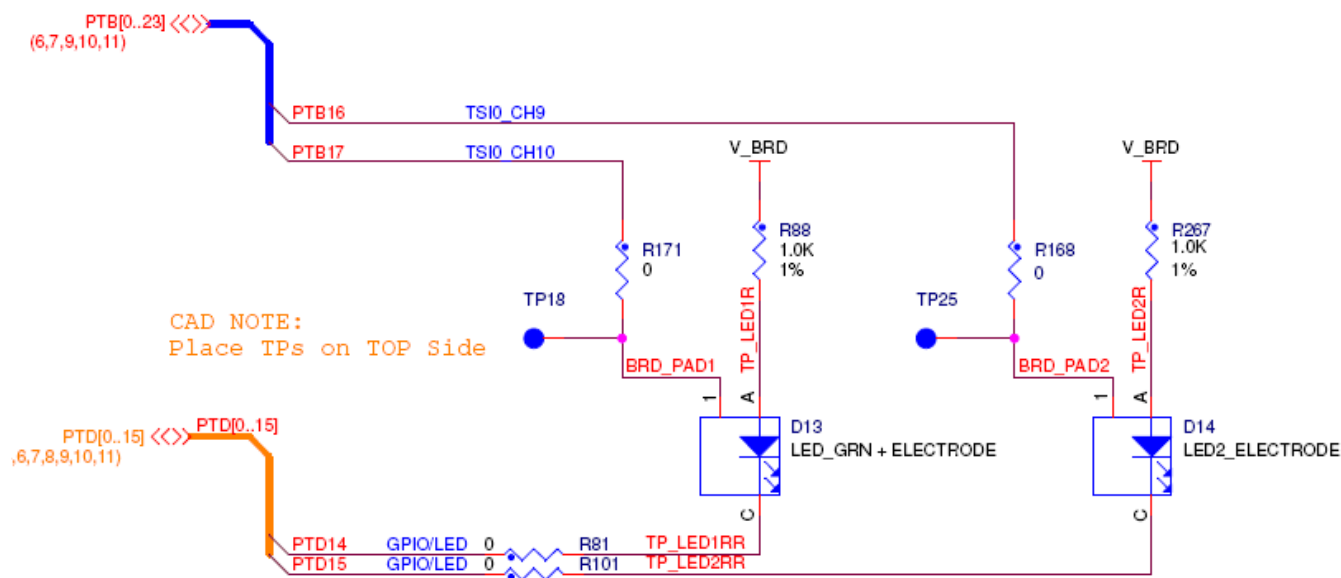 PTB[0..23]
(6,7,9,10,11)
PTB16 TSI0_CH9
PTB17 TSI0_CH10
V_BRD V_BRD
R171
0
R88
1.0K
1%
R168
0
R267
1.0K
1%
TP18
TP25
TP_LED1R
TP_LED2R
CAD NOTE:
Place TPs on TOP Side
BRD_PAD1
BRD_PAD2
1 A
1 A
D13
LED_GRN + ELECTRODE
D14
LED2_ELECTRODE
C
C
PTD[0..15] PTD[0..15]
,6,7,8,9,10,11)
PTD14 GPIO/LED 0 R81 TP_LED1RR
PTD15 GPIO/LED 0 R101 TP_LED2RR